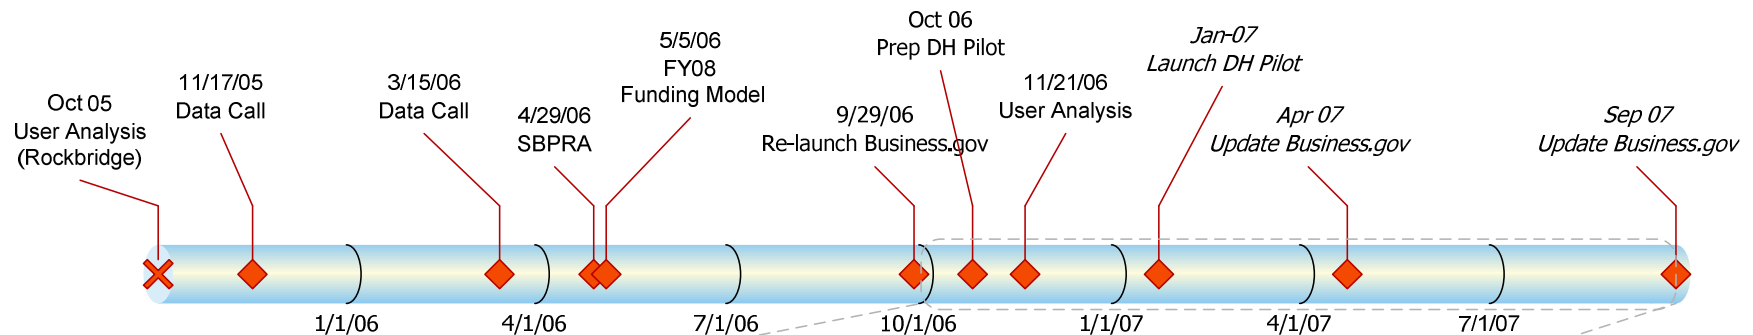 Oct 05
User Analysis
(Rockbridge)
11/17/05
Data Call
3/15/06
Data Call
4/29/06
SBPRA
5/5/06
FY08
Funding Model
9/29/06
Re-launch Business.gov
Oct 06
Prep DH Pilot
11/21/06
User Analysis
Jan-07
Launch DH Pilot
Apr 07
Update Business.gov
Sep 07
Update Business.gov
1/1/06
4/1/06
7/1/06
10/1/06
1/1/07
4/1/07
7/1/07